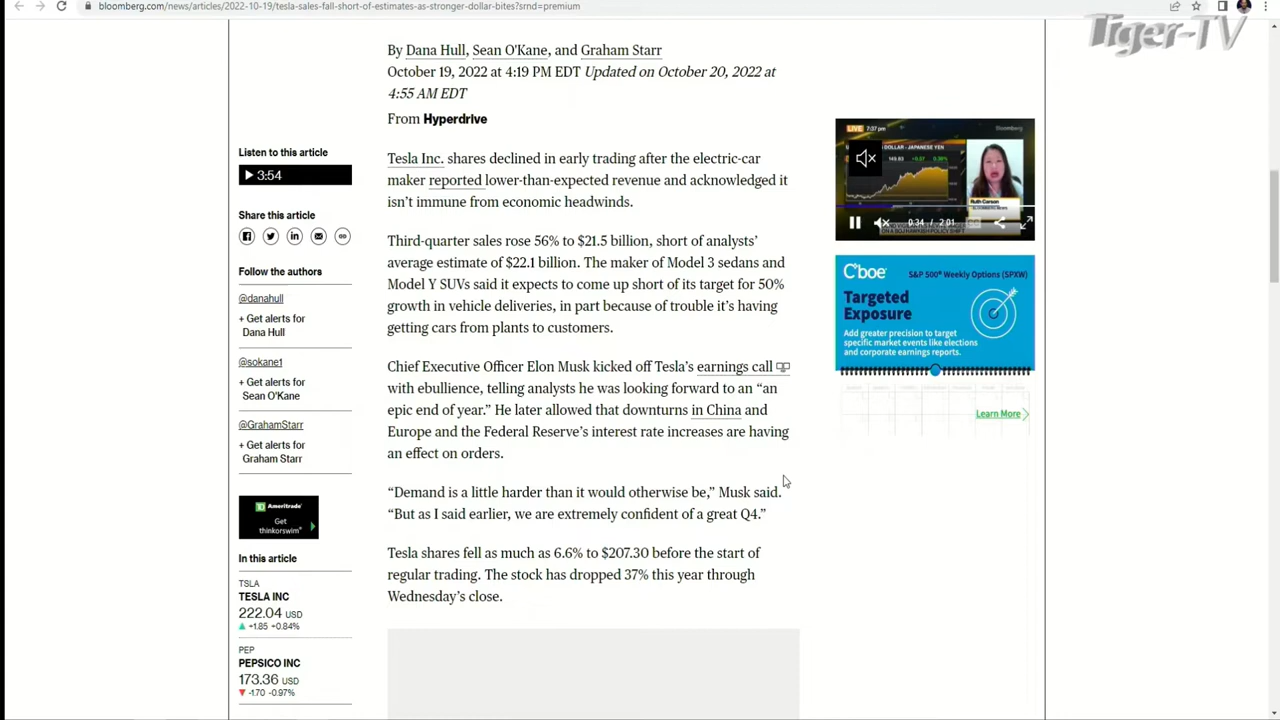 bloomberg.com/news/articles/2022-10-19/tesla-sales-fall-short-of-estimates-as-stronger-dollar-bites?srnd=premium
Tiger-TV
By Dana Hull, Sean O'Kane, and Graham Starr
October 19, 2022 at 4:19 PM EDT Updated on October 20, 2022 at
4:55 AM EDT
From Hyperdrive
Listen to this article
3:54
Share this article
Follow the authors
@danahull
+ Get alerts for
Dana Hull
@sokane1
+ Get alerts for
Sean O'Kane
@GrahamStarr
+ Get alerts for
Graham Starr
Ameritrade
Get
thinkorswim
In this article
TSLA
TESLA INC
222.04 USD
+1.85 +0.84%
PEP
PEPSICO INC
173.36 USD
-1.70 -0.97%
Tesla Inc. shares declined in early trading after the electric-car
maker reported lower-than-expected revenue and acknowledged it
isn’t immune from economic headwinds.
Third-quarter sales rose 56% to $21.5 billion, short of analysts’
average estimate of $22.1 billion. The maker of Model 3 sedans and
Model Y SUVs said it expects to come up short of its target for 50%
growth in vehicle deliveries, in part because of trouble it’s having
getting cars from plants to customers.
Chief Executive Officer Elon Musk kicked off Tesla’s earnings call
with ebullience, telling analysts he was looking forward to an “an
epic end of year.” He later allowed that downturns in China and
Europe and the Federal Reserve’s interest rate increases are having
an effect on orders.
“Demand is a little harder than it would otherwise be,” Musk said.
“But as I said earlier, we are extremely confident of a great Q4.”
Tesla shares fell as much as 6.6% to $207.30 before the start of
regular trading. The stock has dropped 37% this year through
Wednesday’s close.
LIVE 7:37 pm
Bloomberg
DOLLAR - JAPANESE YEN
Ruth Carson
0:34 / 2:01
Cboe
S&P 500® Weekly Options (SPXW)
Targeted
Exposure
Add greater precision to target
specific market events like elections
and corporate earnings reports.
Learn More